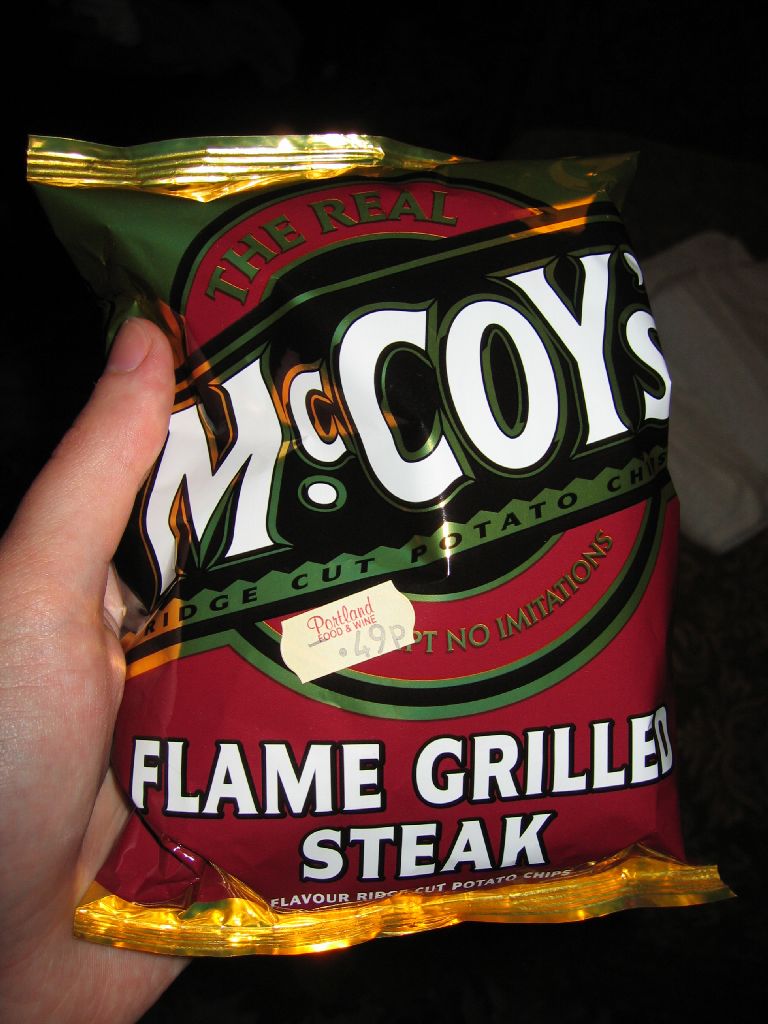 THE REAL
McCOY'S
RIDGE CUT POTATO CHIPS
Portland
FOOD & WINE
.49P
PT NO IMITATIONS
FLAME GRILLED
STEAK
FLAVOUR RIDGE CUT POTATO CHIPS